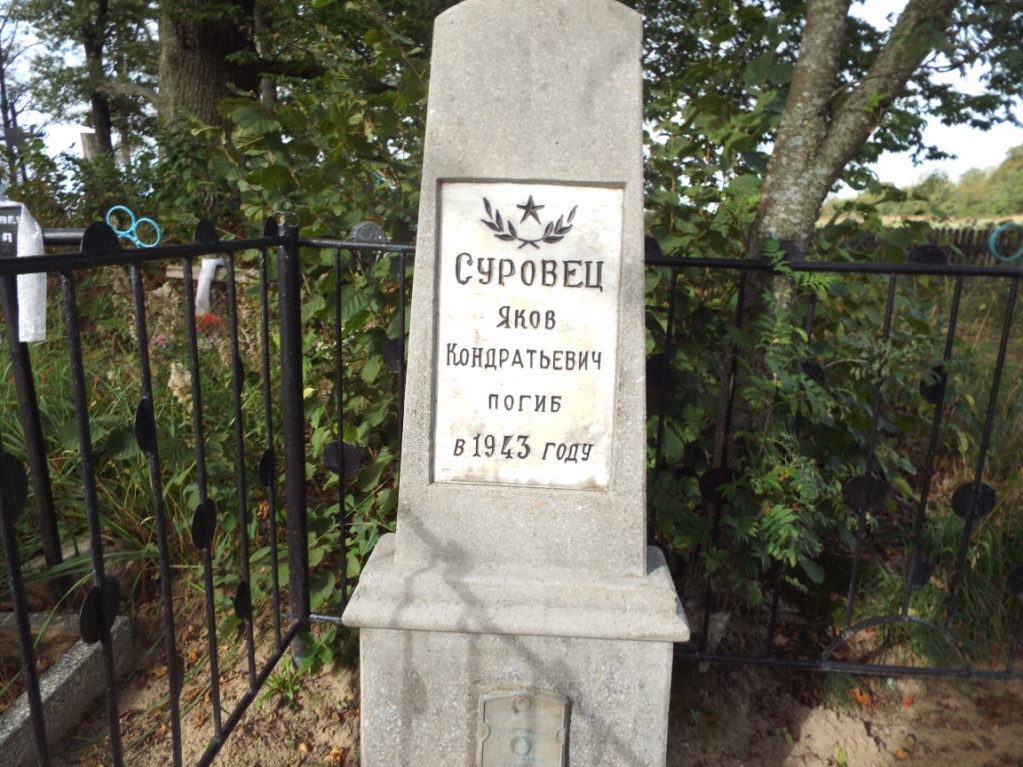 Суровец
Яков
Кондратьевич
погиб
в 1943 году